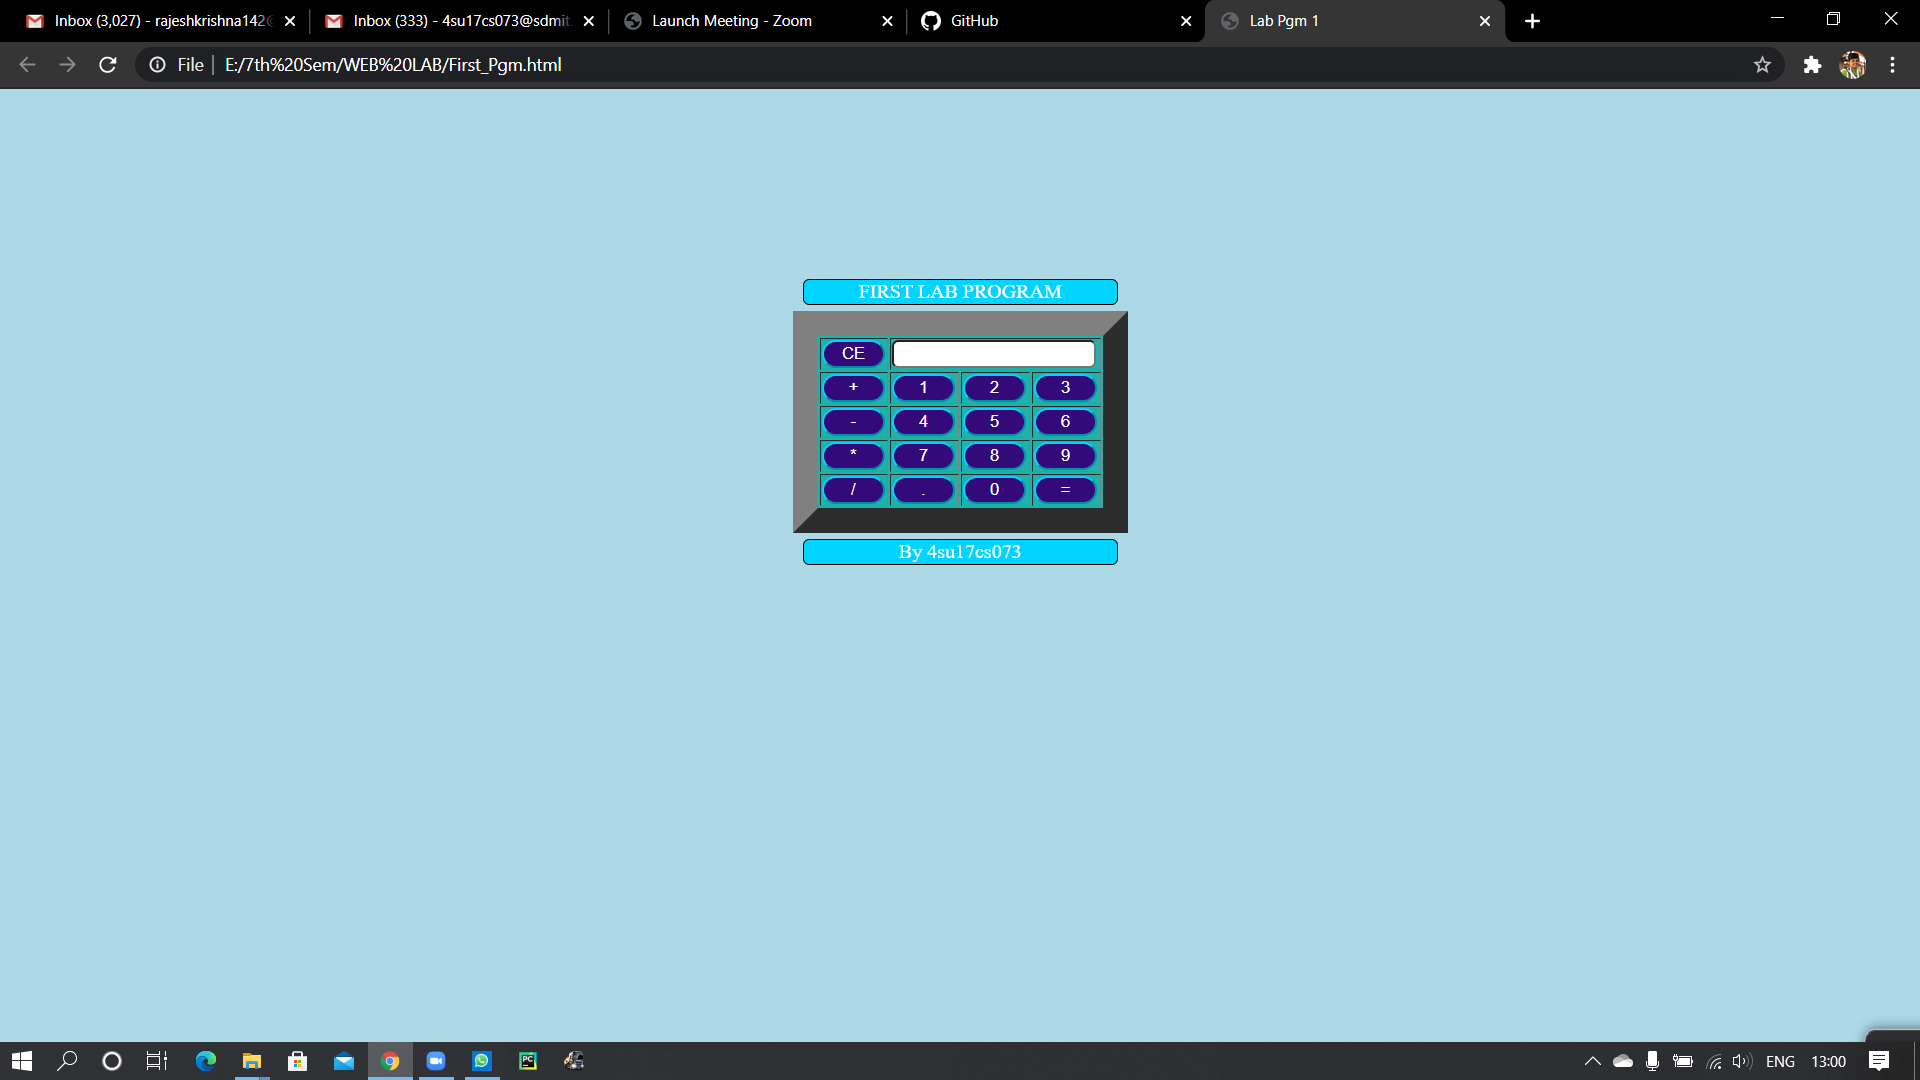 Inbox (3,027) - rajeshkrishna142@
Inbox (333) - 4su17cs073@sdmit
Launch Meeting - Zoom
GitHub
Lab Pgm 1
File
E:/7th%20Sem/WEB%20LAB/First_Pgm.html
FIRST LAB PROGRAM
CE
+ 1 2 3
- 4 5 6
* 7 8 9
/ . 0 =
By 4su17cs073
PC
ENG 13:00